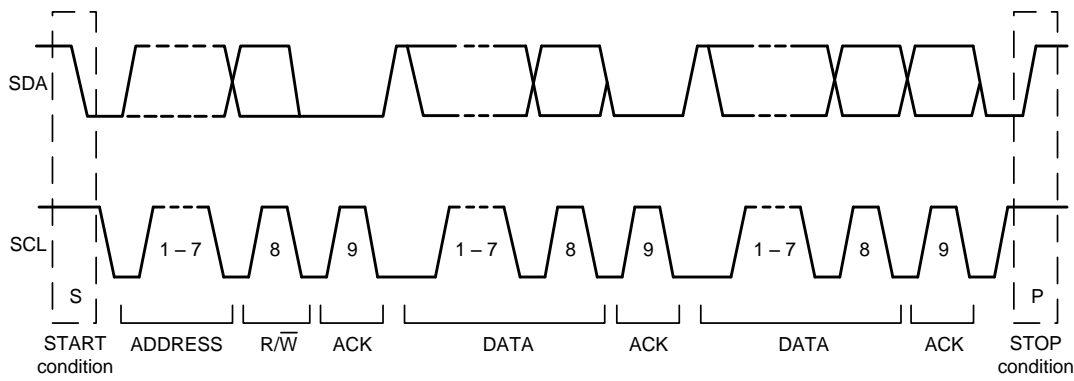 SDA
SCL
1 – 7
8
9
1 – 7
8
9
1 – 7
8
9
S
P
START
condition
ADDRESS
R/W̅
ACK
DATA
ACK
DATA
ACK
STOP
condition